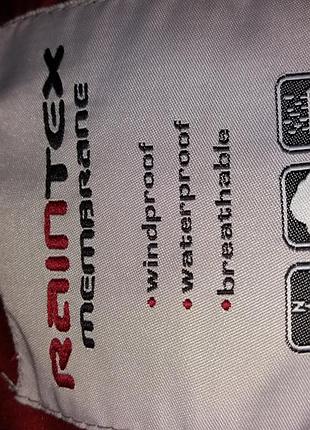 RAINTEX
MEMBRANE
• windproof
• waterproof
• breathable